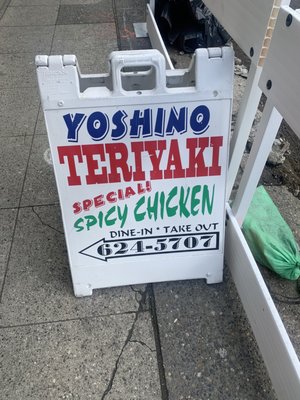 YOSHINO
TERIYAKI
SPECIAL!
SPICY CHICKEN
DINE-IN * TAKE OUT
624-5707